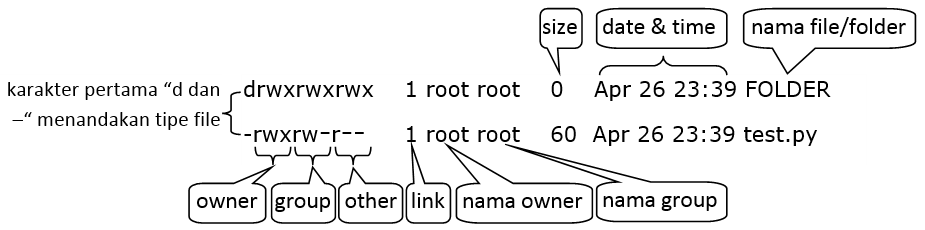 size date & time nama file/folder
karakter pertama “d dan
–“ menandakan tipe file
drwxrwxrwx 1 root root 0 Apr 26 23:39 FOLDER
-rwxrw-r-- 1 root root 60 Apr 26 23:39 test.py
owner group other link nama owner nama group